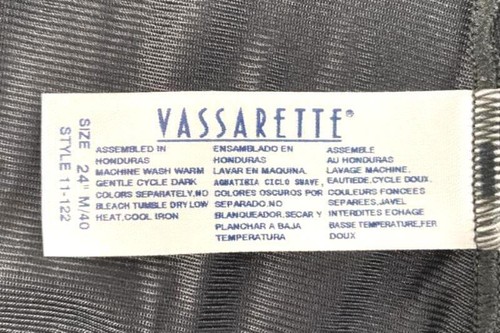 VASSARETTE®
SIZE 24" M/40
STYLE 11-122
ASSEMBLED IN
HONDURAS
MACHINE WASH WARM
GENTLE CYCLE DARK
COLORS SEPARATELY,NO
BLEACH TUMBLE DRY LOW
HEAT,COOL IRON
ENSAMBLADO EN
HONDURAS
LAVAR EN MAQUINA,
CICLO SUAVE,
COLORES OSCUROS POR
SEPARADO.NO
BLANQUEADOR,SECAR Y
PLANCHAR A BAJA
TEMPERATURA
ASSEMBLE
AU HONDURAS
LAVAGE MACHINE,
EAUTIEDE,CYCLE DOUX.
COULEURS FONCEES
SEPAREES,JAVEL
INTERDITES ECHAGE
BASSE TEMPERATURE,FER
DOUX